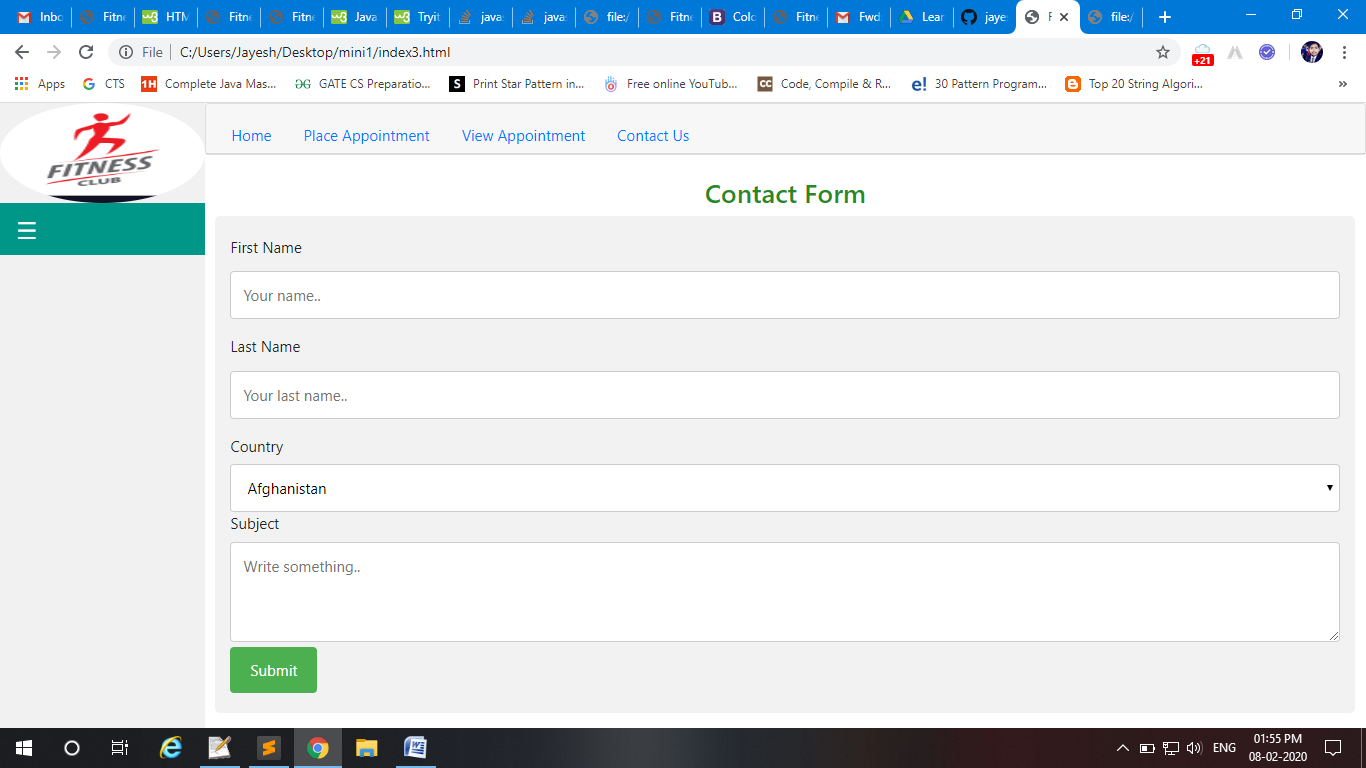 Inbo Fitne HTM Fitne Fitne Java Tryit javas javas file:/ Fitne Colo Fitne Fwd: Lear jaye F file:/
File C:/Users/Jayesh/Desktop/mini1/index3.html +21
Apps CTS Complete Java Mas... GATE CS Preparatio... Print Star Pattern in... Free online YouTub... Code, Compile & R... 30 Pattern Program... Top 20 String Algori... »
FITNESS
CLUB
Home Place Appointment View Appointment Contact Us
Contact Form
First Name
Your name..
Last Name
Your last name..
Country
Afghanistan
Subject
Write something..
Submit
ENG
01:55 PM
08-02-2020